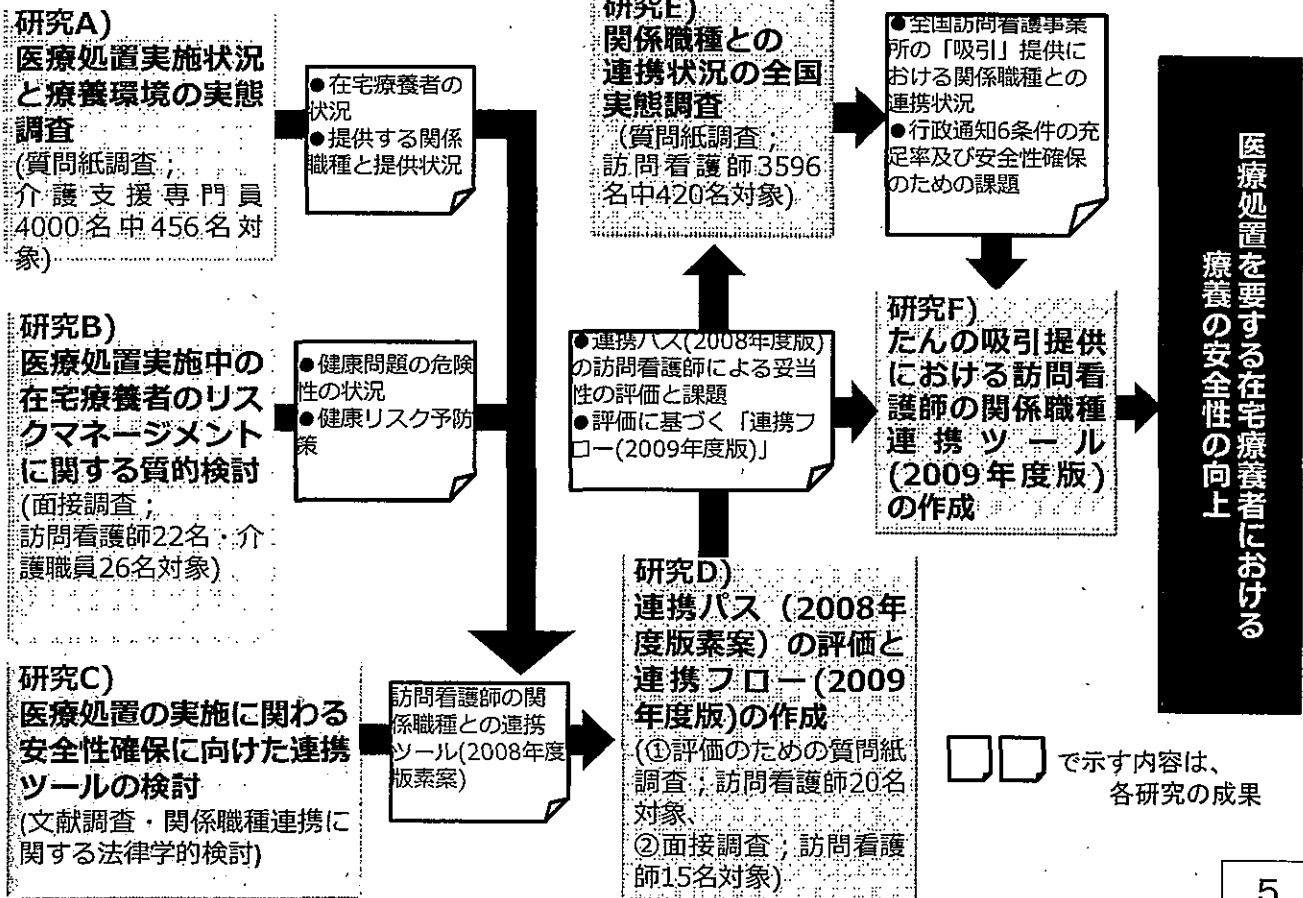 研究A)
医療処置実施状況
と療養環境の実態
調査
(質問紙調査；
介護支援専門員
4000名中456名対
象)
●在宅療養者の
状況
●提供する関係
職種と提供状況
研究B)
医療処置実施中の
在宅療養者のリス
クマネージメント
に関する質的検討
(面接調査；
訪問看護師22名・介
護職員26名対象)
●健康問題の危険
性の状況
●健康リスク予防
策
研究C)
医療処置の実施に関わる
安全性確保に向けた連携
ツールの検討
(文献調査・関係職種連携に
関する法律学的検討)
訪問看護師の関
係職種との連携
ツール(2008年度
版素案)
研究D)
連携パス（2008年
度版素案）の評価と
連携フロー(2009
年度版)の作成
(①評価のための質問紙
調査；訪問看護師20名
対象、
②面接調査；訪問看護
師15名対象)
●連携パス(2008年度版)
の訪問看護師による妥当
性の評価と課題
●評価に基づく「連携フ
ロー(2009年度版)」
研究E)
関係職種との
連携状況の全国
実態調査
（質問紙調査；
訪問看護師3596
名中420名対象)
●全国訪問看護事業
所の「吸引」提供に
おける関係職種との
連携状況
●行政通知6条件の充
足率及び安全性確保
のための課題
研究F)
たんの吸引提供
における訪問看
護師の関係職種
連携ツール
(2009年度版)
の作成
医療処置を要する在宅療養者における
療養の安全性の向上
で示す内容は、
各研究の成果
5